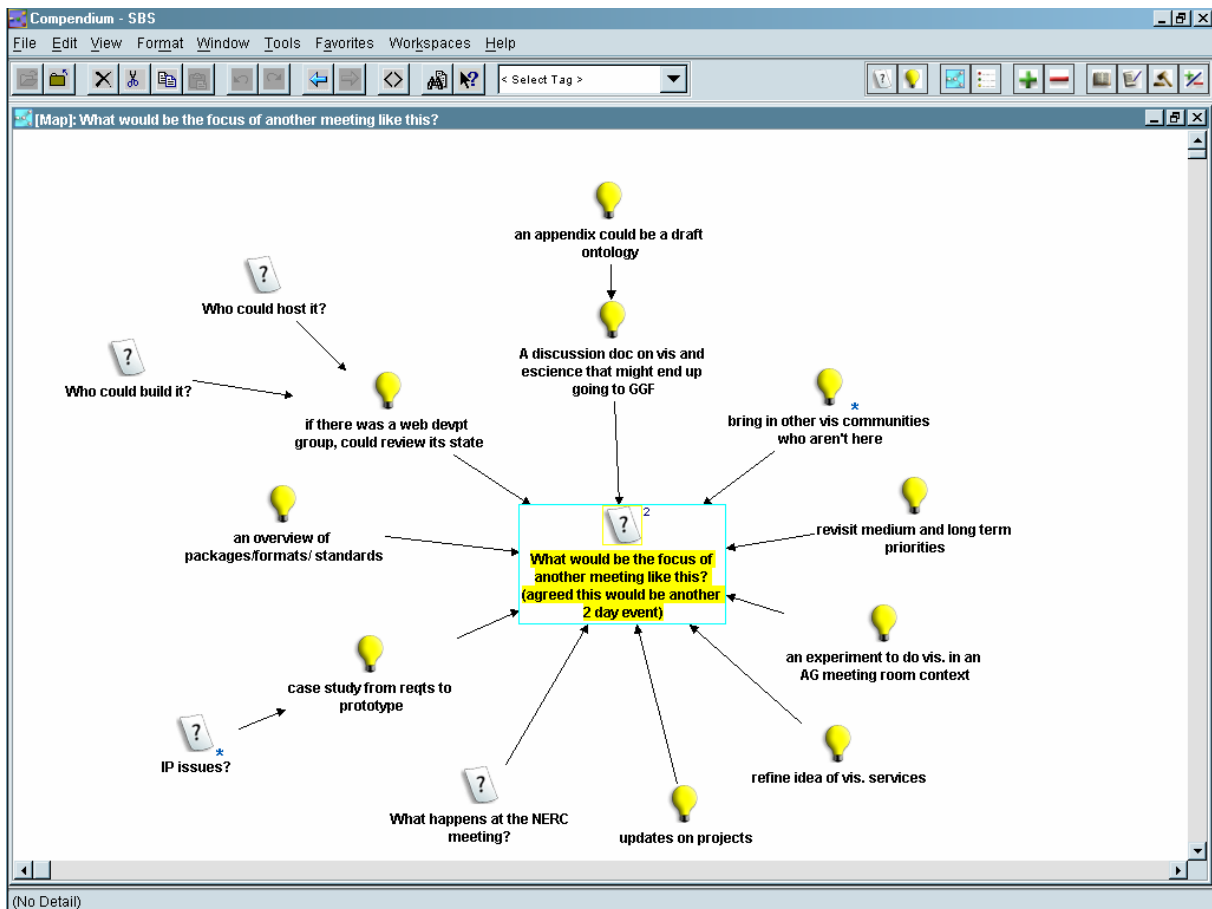 Compendium - SBS
File Edit View Format Window Tools Favorites Workspaces Help
< Select Tag >
[Map]: What would be the focus of another meeting like this?
an appendix could be a draft
ontology
?
Who could host it?
A discussion doc on vis and
escience that might end up
going to GGF
?
Who could build it?
if there was a web devpt
group, could review its state
*
bring in other vis communities
who aren't here
an overview of
packages/formats/ standards
? 2
What would be the focus of
another meeting like this?
(agreed this would be another
2 day event)
revisit medium and long term
priorities
an experiment to do vis. in an
AG meeting room context
case study from reqts to
prototype
? *
IP issues?
refine idea of vis. services
?
What happens at the NERC
meeting?
updates on projects
(No Detail)